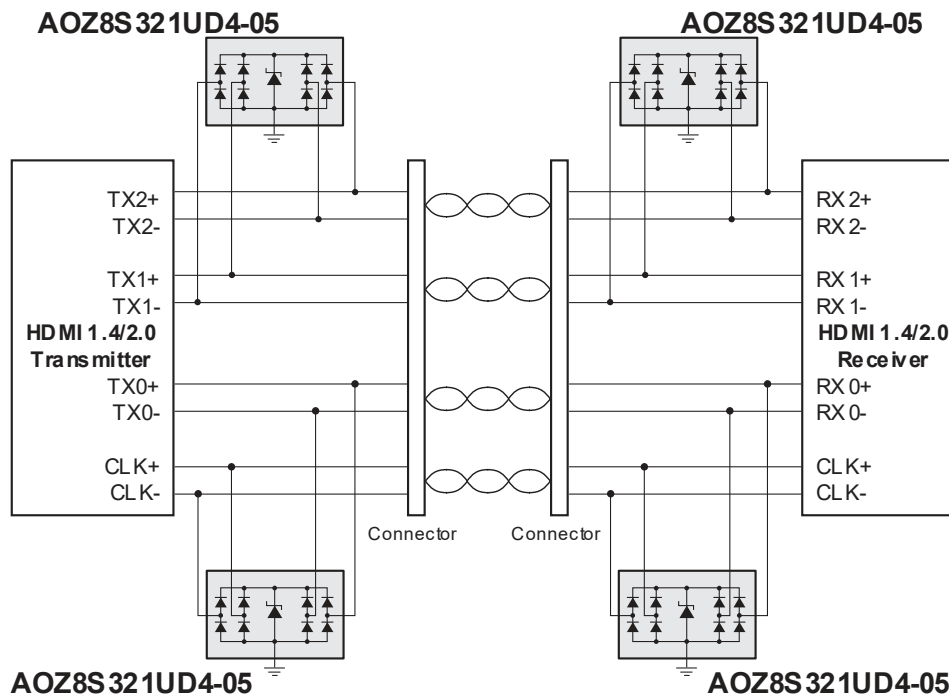 AOZ8S321UD4-05
AOZ8S321UD4-05
TX2+
TX2-
TX1+
TX1-
HDMI 1.4/2.0
Transmitter
TX0+
TX0-
CLK+
CLK-
RX2+
RX2-
RX1+
RX1-
HDMI 1.4/2.0
Receiver
RX0+
RX0-
CLK+
CLK-
Connector
Connector
AOZ8S321UD4-05
AOZ8S321UD4-05